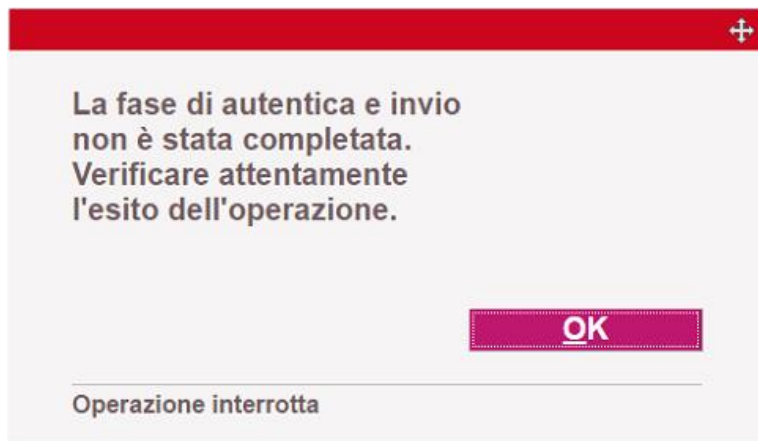 La fase di autentica e invio
non è stata completata.
Verificare attentamente
l'esito dell'operazione.
OK
Operazione interrotta